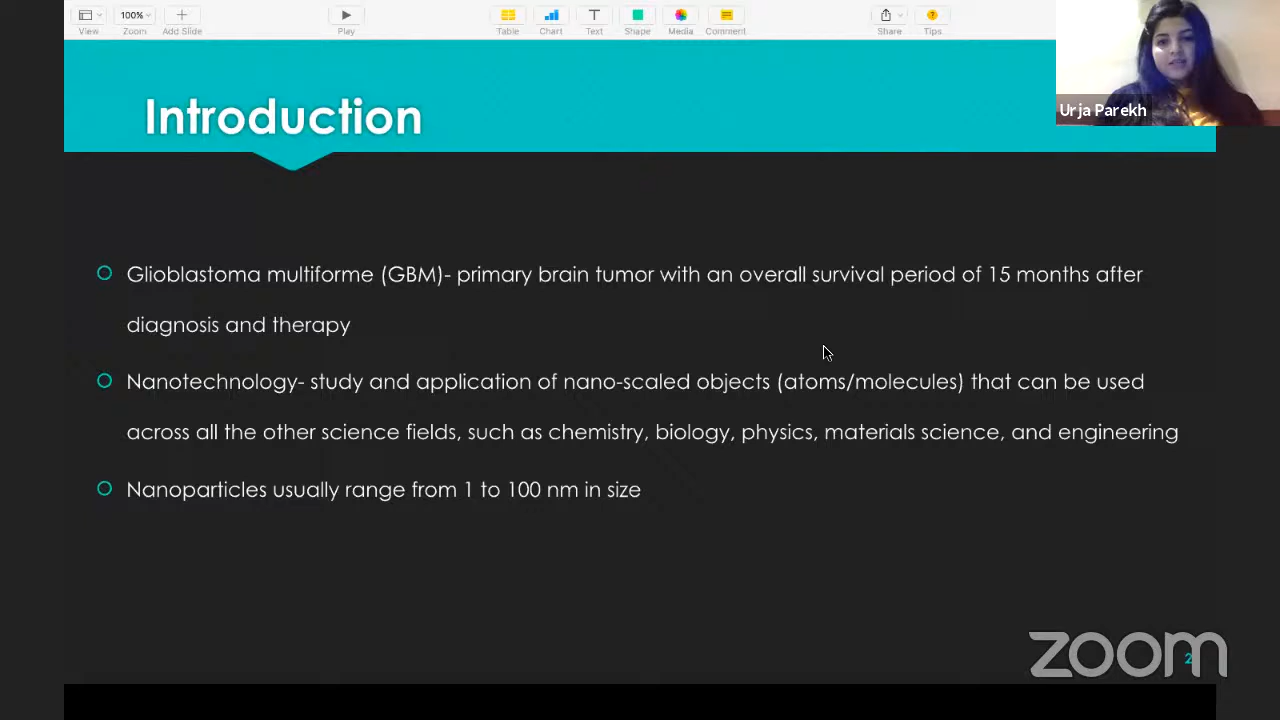 View
100%
Zoom
Add Slide
Play
Table
Chart
Text
Shape
Media
Comment
Share
Tips
Urja Parekh
Introduction
Glioblastoma multiforme (GBM)- primary brain tumor with an overall survival period of 15 months after
diagnosis and therapy
Nanotechnology- study and application of nano-scaled objects (atoms/molecules) that can be used
across all the other science fields, such as chemistry, biology, physics, materials science, and engineering
Nanoparticles usually range from 1 to 100 nm in size
zoom
2